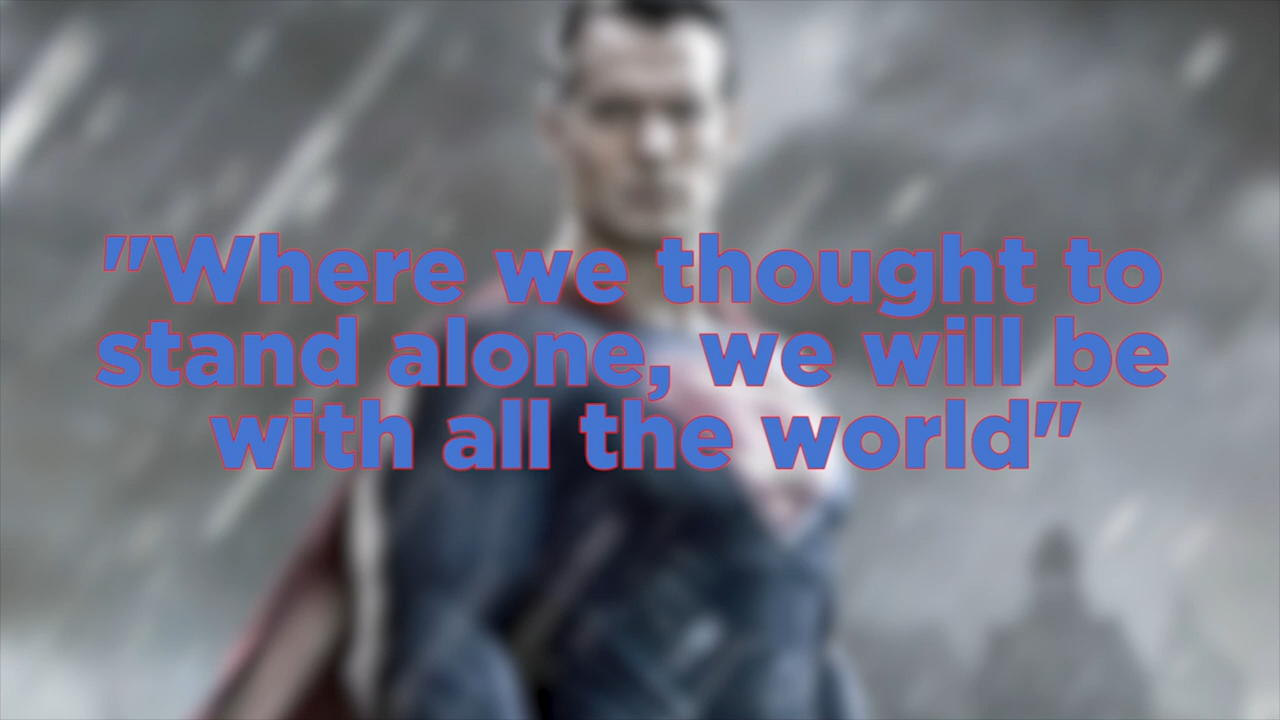 "Where we thought to
stand alone, we will be
with all the world"